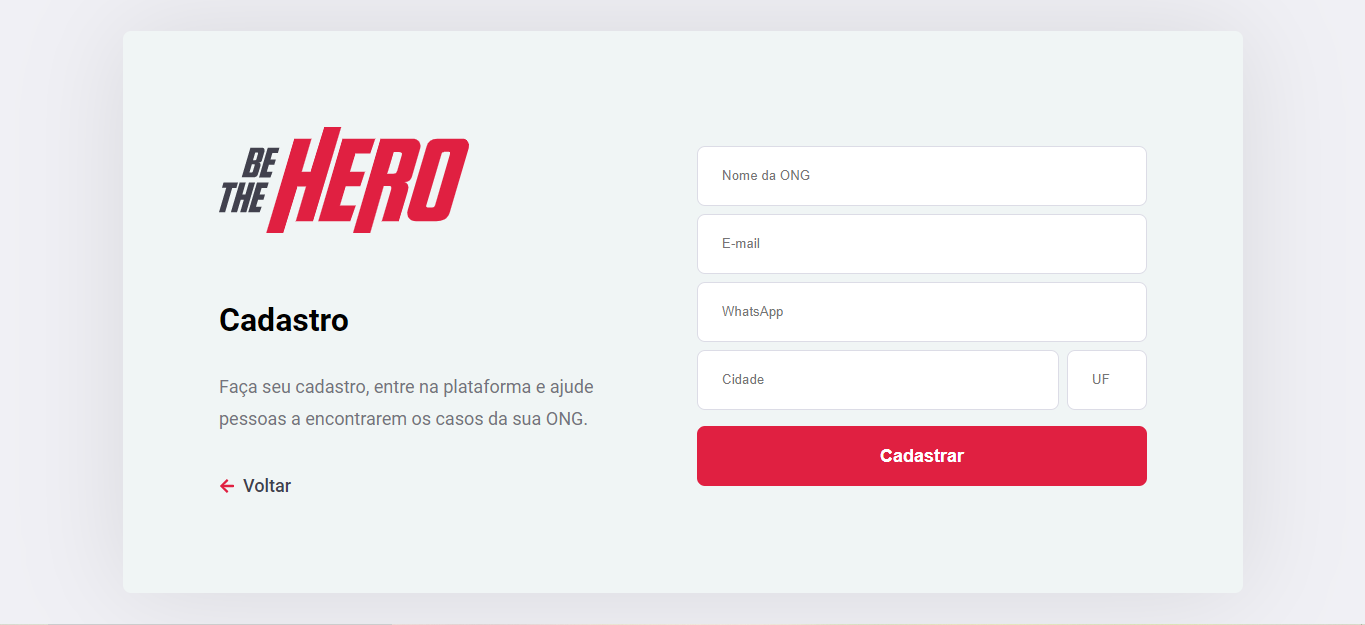 BE
THE HERO
Cadastro
Faça seu cadastro, entre na plataforma e ajude
pessoas a encontrarem os casos da sua ONG.
Voltar
Nome da ONG
E-mail
WhatsApp
Cidade
UF
Cadastrar